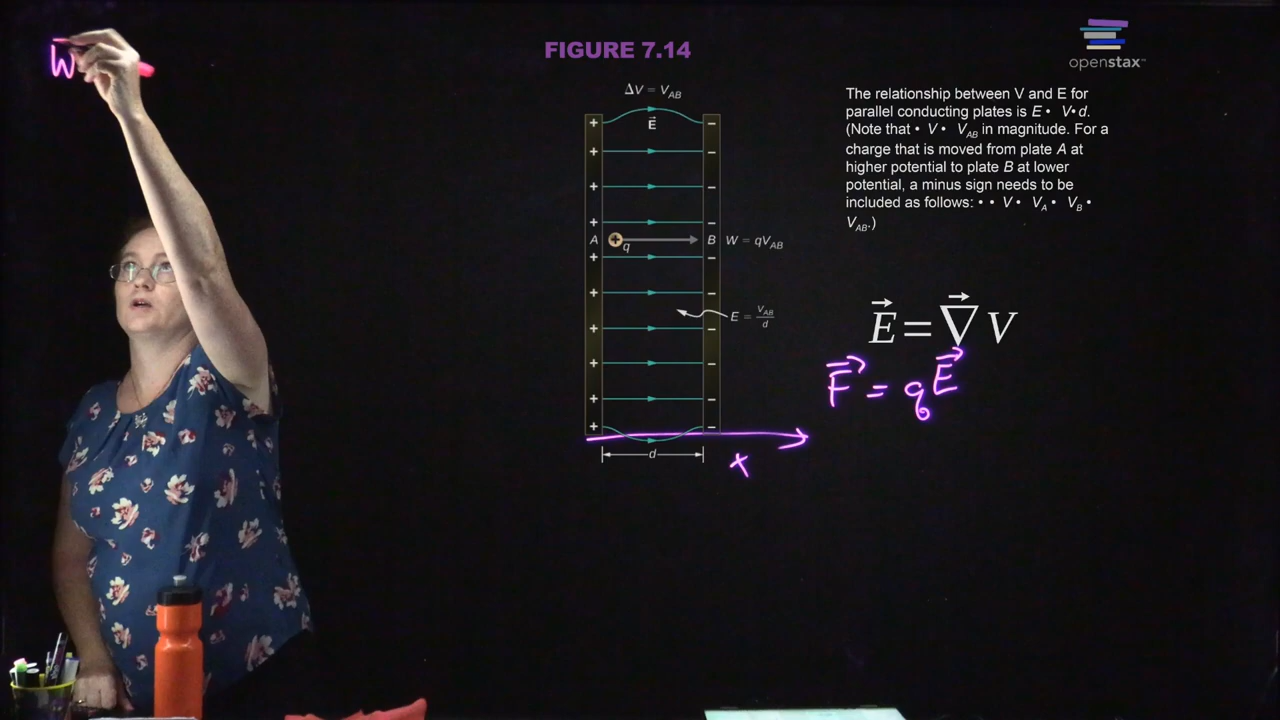 W
FIGURE 7.14
openstax™
ΔV = V_AB
E⃗
The relationship between V and E for
parallel conducting plates is E • V•d.
(Note that • V • V_AB in magnitude. For a
charge that is moved from plate A at
higher potential to plate B at lower
potential, a minus sign needs to be
included as follows: • • V • V_A • V_B •
V_AB.)
A + q B W = qV_AB
E = V_AB/d
E⃗ = ∇⃗ V
F⃗ = qE⃗
d
x